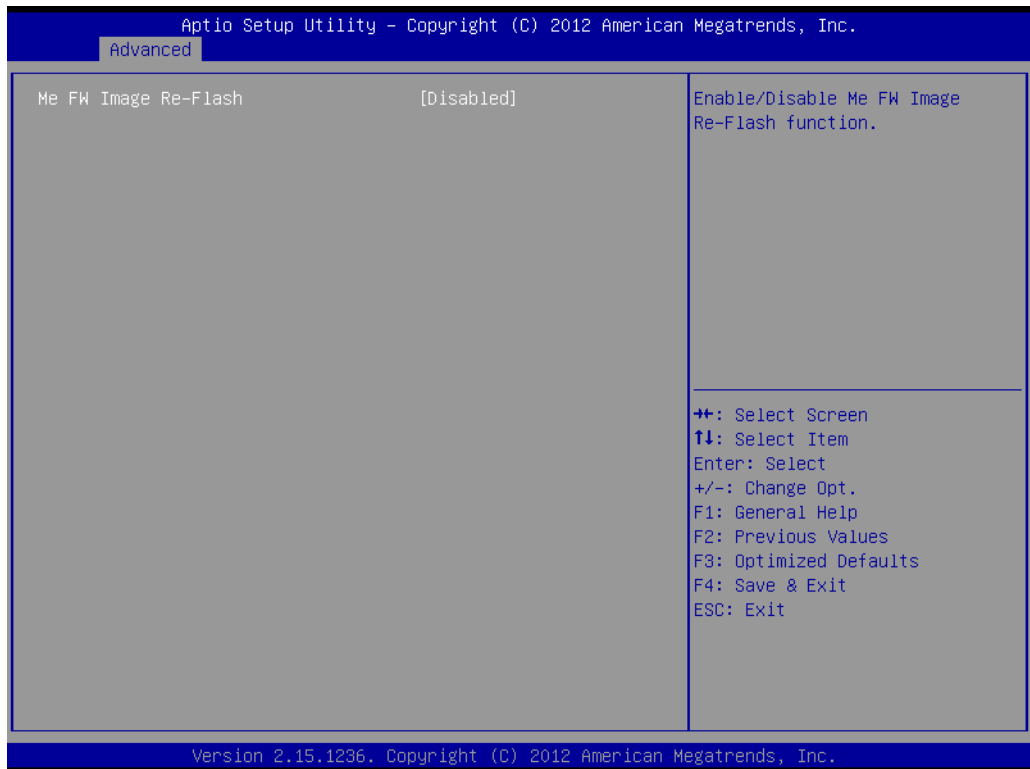 Aptio Setup Utility – Copyright (C) 2012 American Megatrends, Inc.
Advanced
Me FW Image Re-Flash [Disabled]
Enable/Disable Me FW Image
Re-Flash function.
→←: Select Screen
↑↓: Select Item
Enter: Select
+/-: Change Opt.
F1: General Help
F2: Previous Values
F3: Optimized Defaults
F4: Save & Exit
ESC: Exit
Version 2.15.1236. Copyright (C) 2012 American Megatrends, Inc.